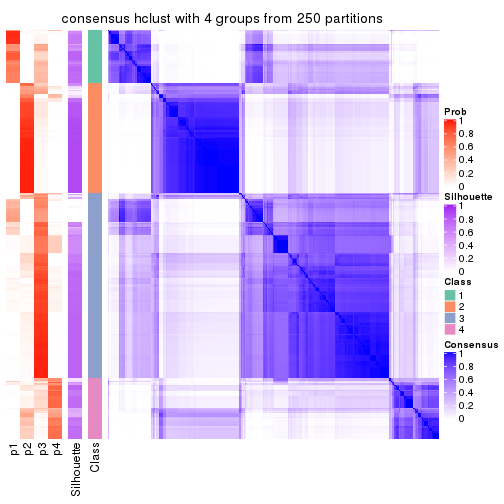 consensus hclust with 4 groups from 250 partitions
Prob
1
0.8
0.6
0.4
0.2
0
Silhouette
1
0.8
0.6
0.4
0.2
0
Class
1
2
3
4
Consensus
1
0.8
0.6
0.4
0.2
0
p1
p2
p3
p4
Silhouette
Class